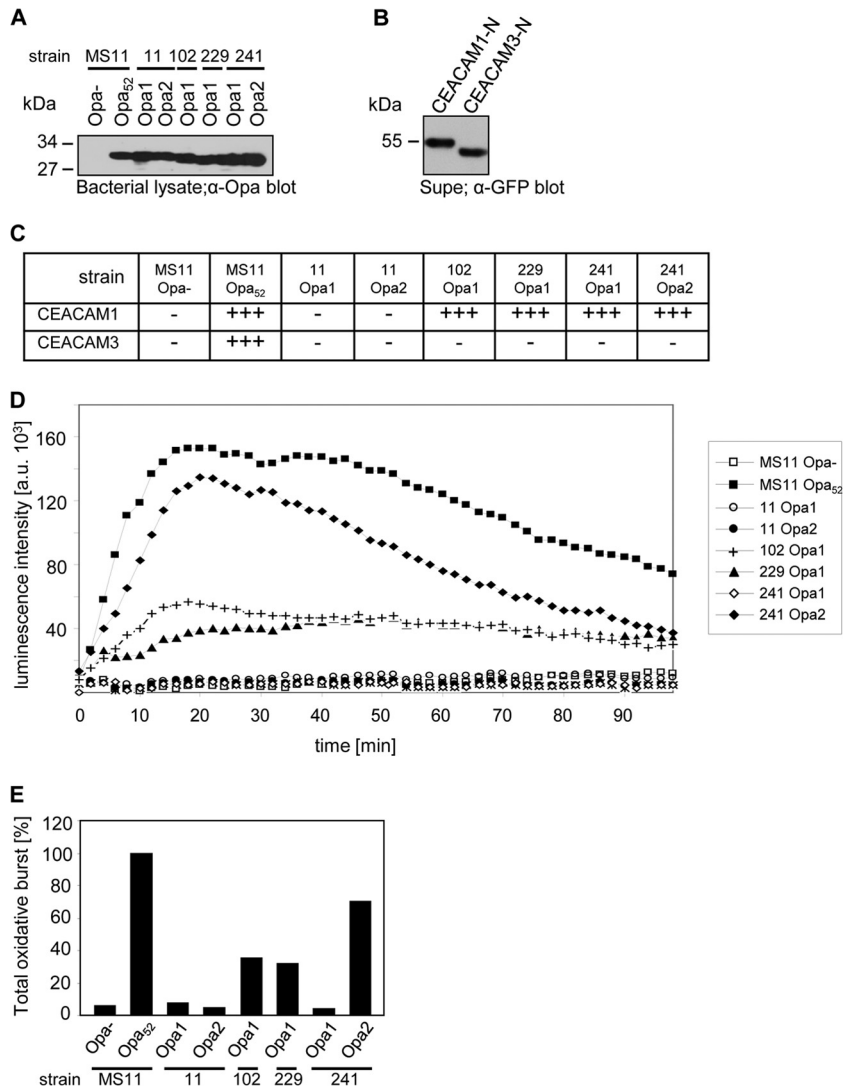 A
strain MS11 11 102 229 241
kDa Opa- Opa52 Opa1 Opa2 Opa1 Opa1 Opa1 Opa2
34
27
Bacterial lysate;α-Opa blot
B
CEACAM1-N CEACAM3-N
kDa
55
Supe; α-GFP blot
C
strain MS11 Opa- MS11 Opa52 11 Opa1 11 Opa2 102 Opa1 229 Opa1 241 Opa1 241 Opa2
CEACAM1 - +++ - - +++ +++ +++ +++
CEACAM3 - +++ - - - - - -
D
luminescence intensity [a.u. 10³]
160
120
80
40
0 10 20 30 40 50 60 70 80 90
time [min]
MS11 Opa-
MS11 Opa52
11 Opa1
11 Opa2
102 Opa1
229 Opa1
241 Opa1
241 Opa2
E
Total oxidative burst [%]
120
100
80
60
40
20
0
Opa- Opa52 Opa1 Opa2 Opa1 Opa1 Opa1 Opa2
strain MS11 11 102 229 241